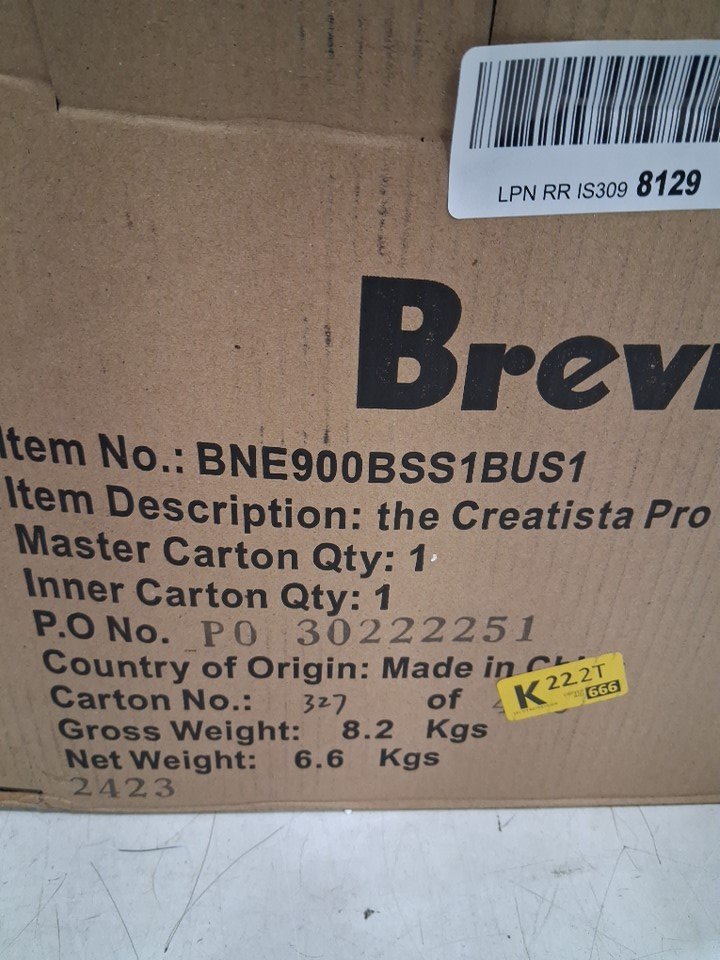 LPN RR IS309 8129
Brevi
Item No.: BNE900BSS1BUS1
Item Description: the Creatista Pro
Master Carton Qty: 1
Inner Carton Qty: 1
P.O No. PO 30222251
Country of Origin: Made in
K 22.2T
666
Carton No.: 327 of
Gross Weight: 8.2 Kgs
Net Weight: 6.6 Kgs
2423